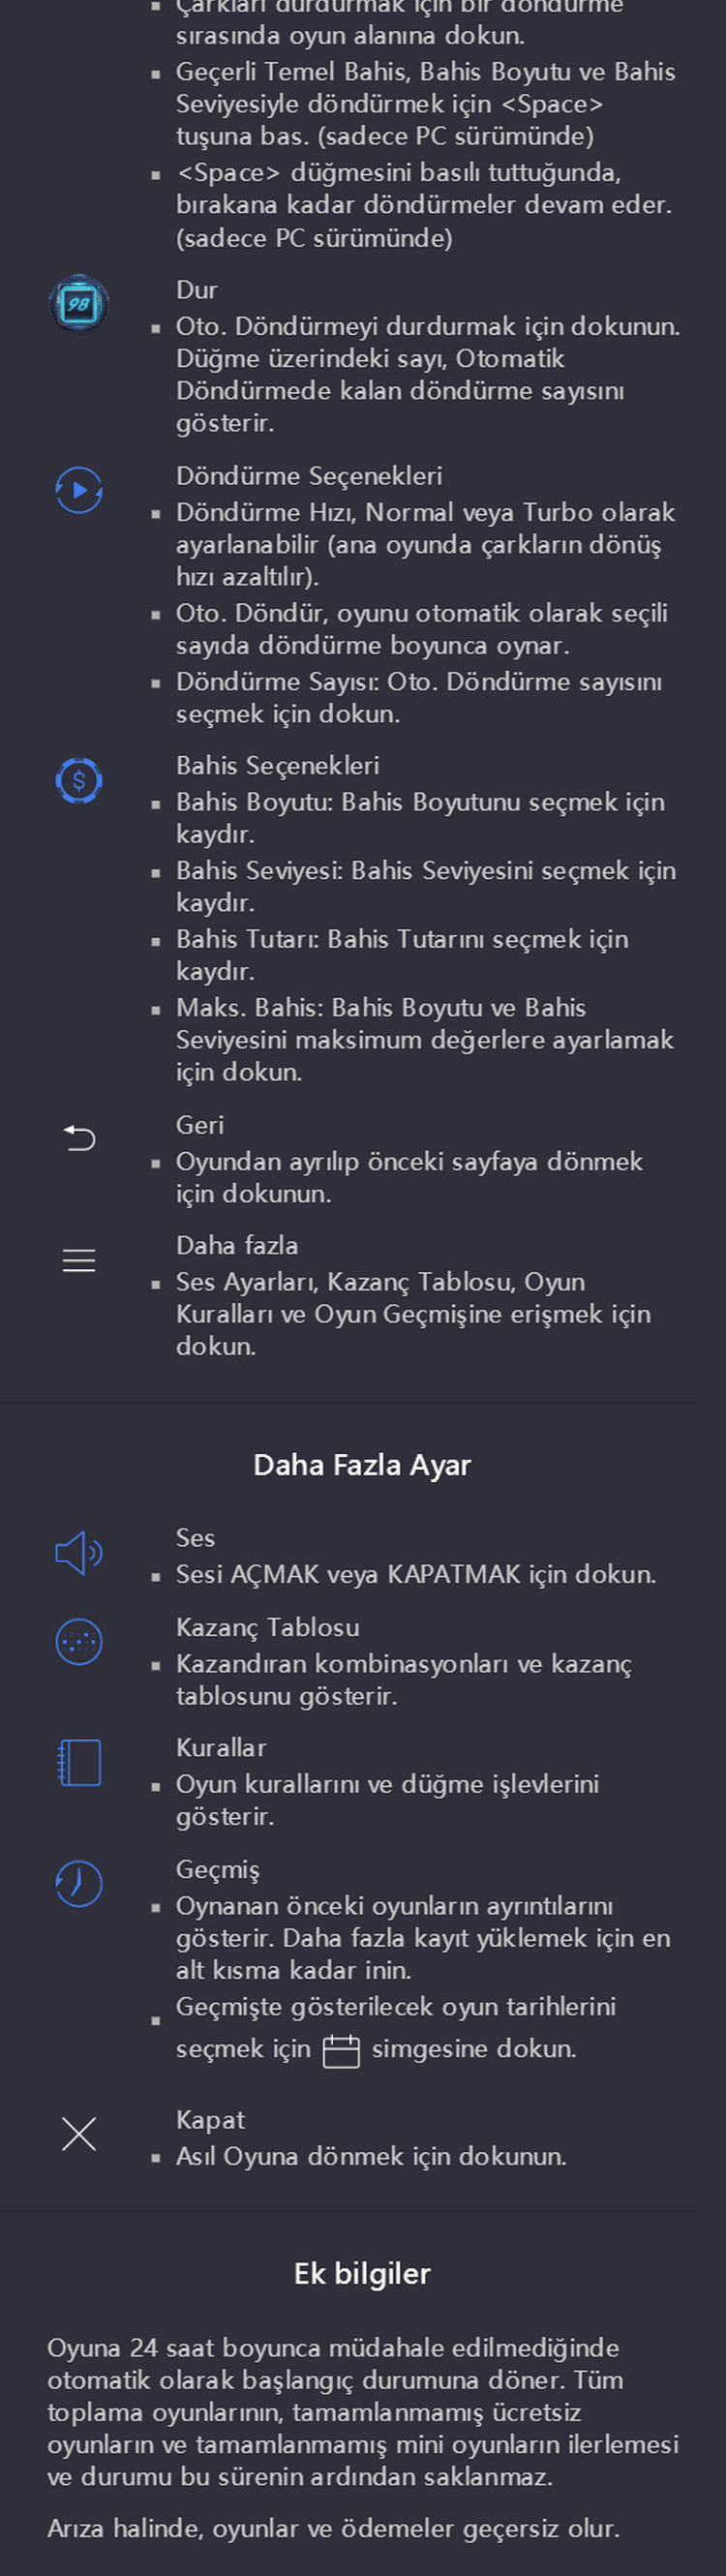 Çarkları durdurmak için bir döndürme
sırasında oyun alanına dokun.
Geçerli Temel Bahis, Bahis Boyutu ve Bahis
Seviyesiyle döndürmek için <Space>
tuşuna bas. (sadece PC sürümünde)
<Space> düğmesini basılı tuttuğunda,
bırakana kadar döndürmeler devam eder.
(sadece PC sürümünde)
98
Dur
Oto. Döndürmeyi durdurmak için dokunun.
Düğme üzerindeki sayı, Otomatik
Döndürmede kalan döndürme sayısını
gösterir.
Döndürme Seçenekleri
Döndürme Hızı, Normal veya Turbo olarak
ayarlanabilir (ana oyunda çarkların dönüş
hızı azaltılır).
Oto. Döndür, oyunu otomatik olarak seçili
sayıda döndürme boyunca oynar.
Döndürme Sayısı: Oto. Döndürme sayısını
seçmek için dokun.
$
Bahis Seçenekleri
Bahis Boyutu: Bahis Boyutunu seçmek için
kaydır.
Bahis Seviyesi: Bahis Seviyesini seçmek için
kaydır.
Bahis Tutarı: Bahis Tutarını seçmek için
kaydır.
Maks. Bahis: Bahis Boyutu ve Bahis
Seviyesini maksimum değerlere ayarlamak
için dokun.
Geri
Oyundan ayrılıp önceki sayfaya dönmek
için dokunun.
Daha fazla
Ses Ayarları, Kazanç Tablosu, Oyun
Kuralları ve Oyun Geçmişine erişmek için
dokun.
Daha Fazla Ayar
Ses
Sesi AÇMAK veya KAPATMAK için dokun.
Kazanç Tablosu
Kazandıran kombinasyonları ve kazanç
tablosunu gösterir.
Kurallar
Oyun kurallarını ve düğme işlevlerini
gösterir.
Geçmiş
Oynanan önceki oyunların ayrıntılarını
gösterir. Daha fazla kayıt yüklemek için en
alt kısma kadar inin.
Geçmişte gösterilecek oyun tarihlerini
seçmek için simgesine dokun.
Kapat
Asıl Oyuna dönmek için dokunun.
Ek bilgiler
Oyuna 24 saat boyunca müdahale edilmediğinde
otomatik olarak başlangıç durumuna döner. Tüm
toplama oyunlarının, tamamlanmamış ücretsiz
oyunların ve tamamlanmamış mini oyunların ilerlemesi
ve durumu bu sürenin ardından saklanmaz.
Arıza halinde, oyunlar ve ödemeler geçersiz olur.